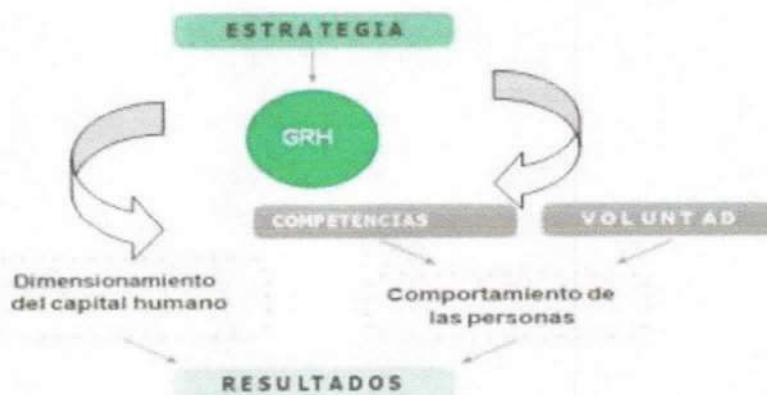 ESTRATEGIA
GRH
COMPETENCIAS
VOLUNTAD
Dimensionamiento
del capital humano
Comportamiento de
las personas
RESULTADOS